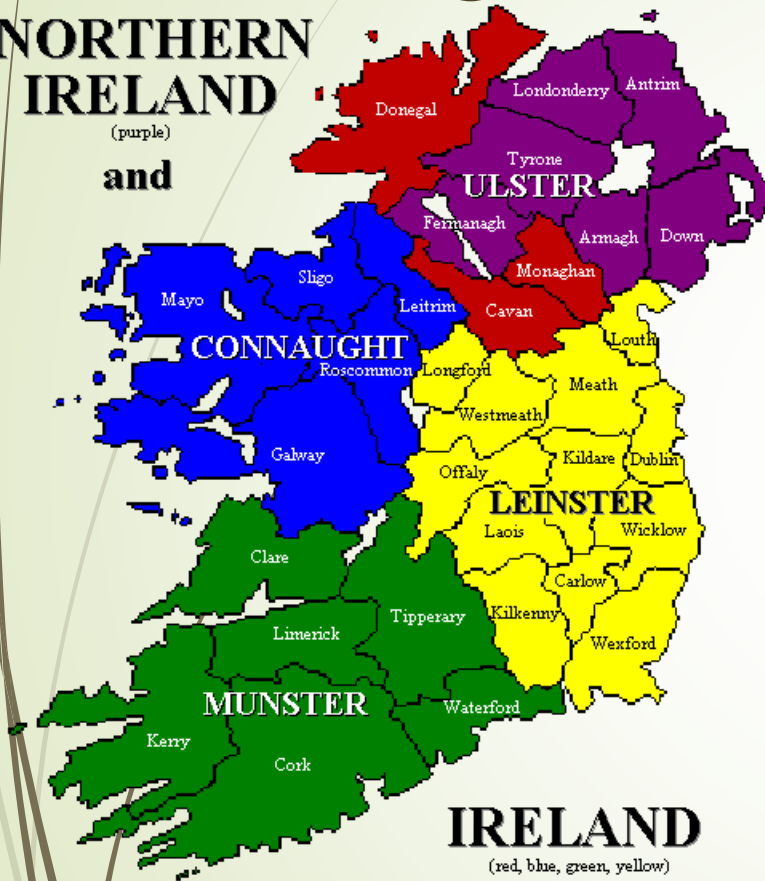 NORTHERN
IRELAND
(purple)
and
Donegal
Londonderry
Antrim
Tyrone
ULSTER
Fermanagh
Armagh
Down
Monaghan
Cavan
Sligo
Mayo
Leitrim
CONNAUGHT
Roscommon
Galway
Louth
Longford
Meath
Westmeath
Offaly
Kildare
Dublin
LEINSTER
Laois
Wicklow
Carlow
Kilkenny
Wexford
Clare
Tipperary
Limerick
MUNSTER
Waterford
Kerry
Cork
IRELAND
(red, blue, green, yellow)